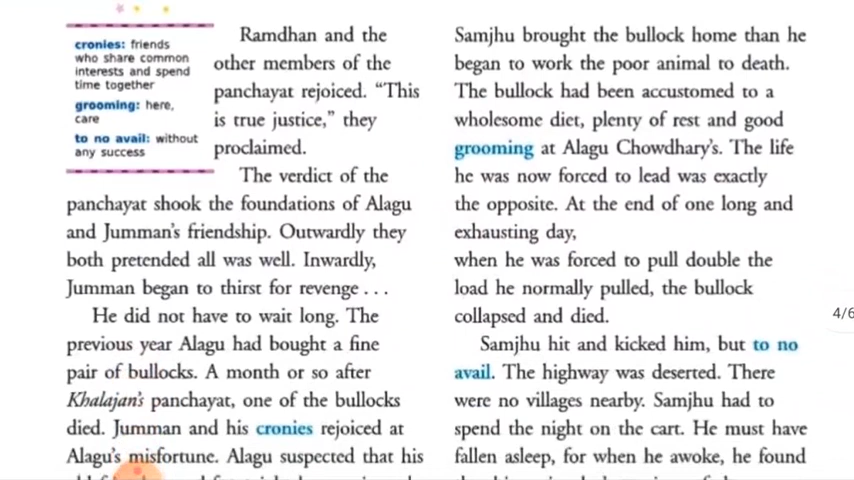 cronies: friends
who share common
interests and spend
time together
grooming: here,
care
to no avail: without
any success
Ramdhan and the
other members of the
panchayat rejoiced. “This
is true justice,” they
proclaimed.
The verdict of the
panchayat shook the foundations of Alagu
and Jumman’s friendship. Outwardly they
both pretended all was well. Inwardly,
Jumman began to thirst for revenge . . .
He did not have to wait long. The
previous year Alagu had bought a fine
pair of bullocks. A month or so after
Khalajan’s panchayat, one of the bullocks
died. Jumman and his cronies rejoiced at
Alagu’s misfortune. Alagu suspected that his
Samjhu brought the bullock home than he
began to work the poor animal to death.
The bullock had been accustomed to a
wholesome diet, plenty of rest and good
grooming at Alagu Chowdhary’s. The life
he was now forced to lead was exactly
the opposite. At the end of one long and
exhausting day,
when he was forced to pull double the
load he normally pulled, the bullock
collapsed and died.
Samjhu hit and kicked him, but to no
avail. The highway was deserted. There
were no villages nearby. Samjhu had to
spend the night on the cart. He must have
fallen asleep, for when he awoke, he found
4/6